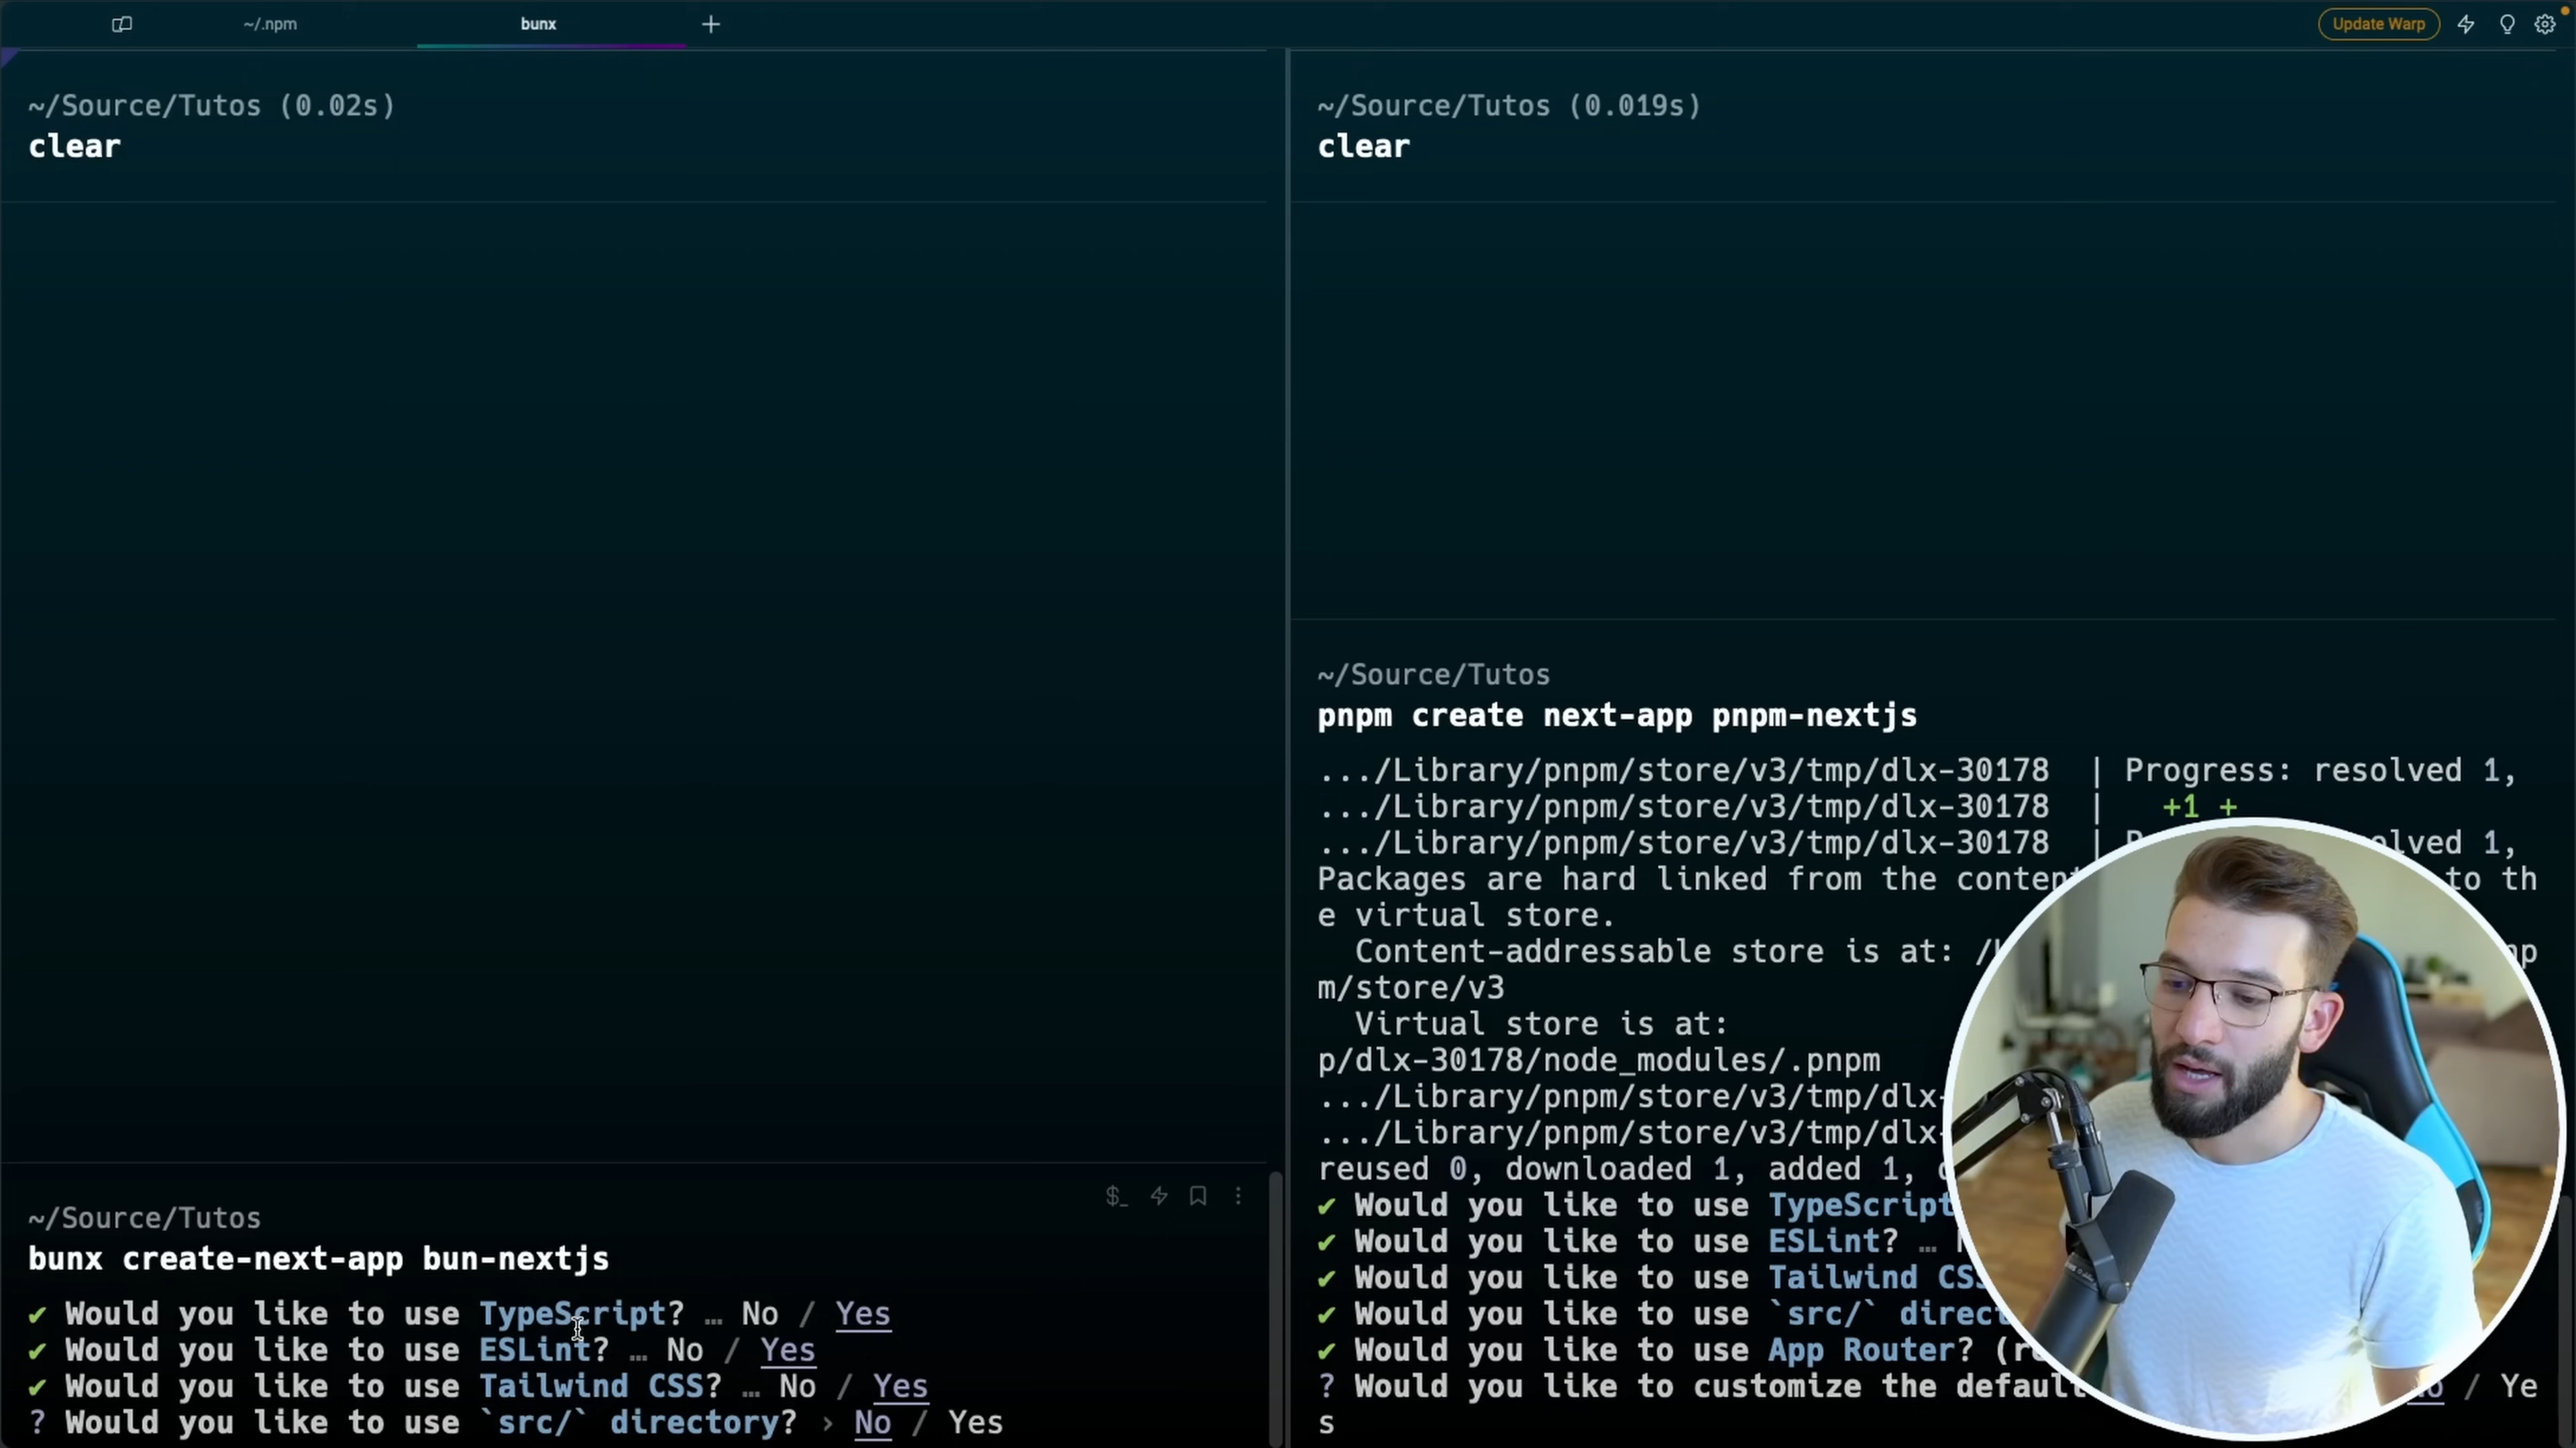 ~/.npm
bunx
Update Warp
~/Source/Tutos (0.02s)
clear
~/Source/Tutos
bunx create-next-app bun-nextjs
✔ Would you like to use TypeScript? … No / Yes
✔ Would you like to use ESLint? … No / Yes
✔ Would you like to use Tailwind CSS? … No / Yes
? Would you like to use `src/` directory? › No / Yes
~/Source/Tutos (0.019s)
clear
~/Source/Tutos
pnpm create next-app pnpm-nextjs
.../Library/pnpm/store/v3/tmp/dlx-30178 | Progress: resolved 1,
.../Library/pnpm/store/v3/tmp/dlx-30178 | +1 +
.../Library/pnpm/store/v3/tmp/dlx-30178 | 1,
Packages are hard linked from the to th
e virtual store.
Content-addressable store is at:
m/store/v3
Virtual store is at:
p/dlx-30178/node_modules/.pnpm
.../Library/pnpm/store/v3/tmp/dlx-
.../Library/pnpm/store/v3/tmp/dlx-
reused 0, downloaded 1, added 1,
✔ Would you like to use TypeScript
✔ Would you like to use ESLint? …
✔ Would you like to use Tailwind
✔ Would you like to use `src/`
✔ Would you like to use App Router?
? Would you like to customize the default / Ye
s